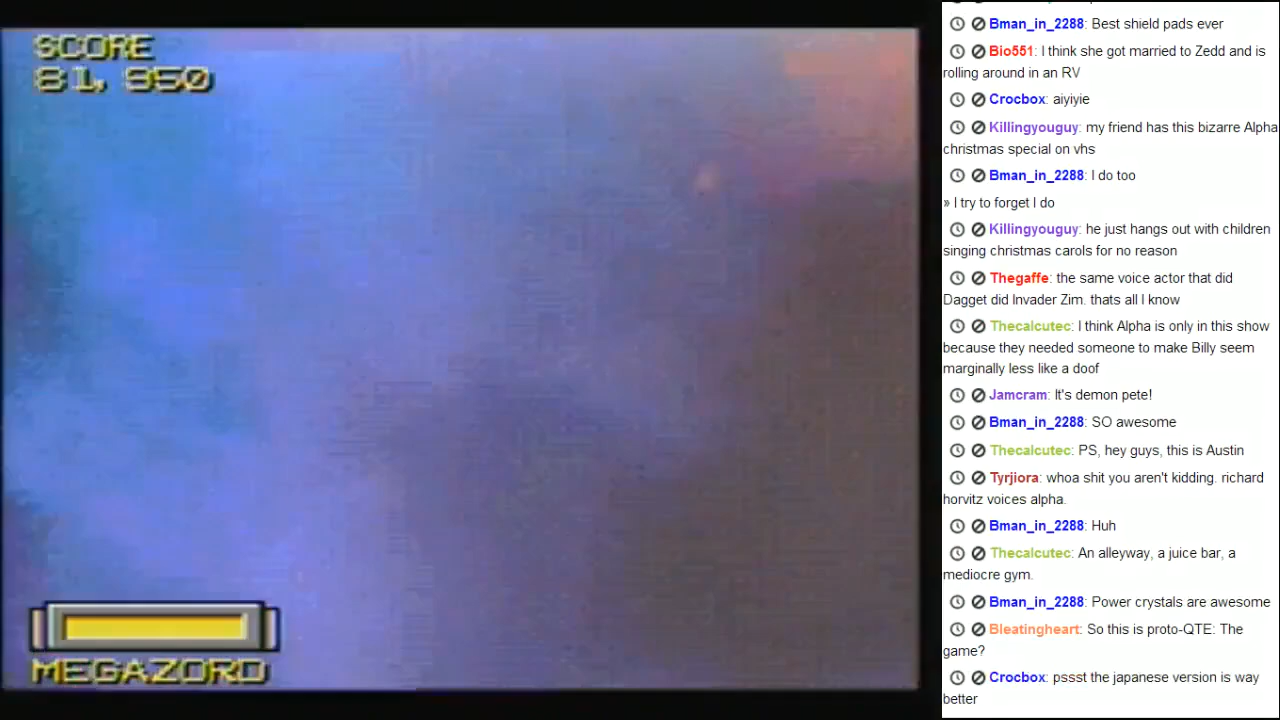 SCORE
81,950
MEGAZORD
Bman_in_2288: Best shield pads ever
Bio551: I think she got married to Zedd and is
rolling around in an RV
Crocbox: aiyiyie
Killingyouguy: my friend has this bizarre Alpha
christmas special on vhs
Bman_in_2288: I do too
» I try to forget I do
Killingyouguy: he just hangs out with children
singing christmas carols for no reason
Thegaffe: the same voice actor that did
Dagget did Invader Zim. thats all I know
Thecalcutec: I think Alpha is only in this show
because they needed someone to make Billy seem
marginally less like a doof
Jamcram: It's demon pete!
Bman_in_2288: SO awesome
Thecalcutec: PS, hey guys, this is Austin
Tyrjiora: whoa shit you aren't kidding. richard
horvitz voices alpha.
Bman_in_2288: Huh
Thecalcutec: An alleyway, a juice bar, a
mediocre gym.
Bman_in_2288: Power crystals are awesome
Bleatingheart: So this is proto-QTE: The
game?
Crocbox: pssst the japanese version is way
better